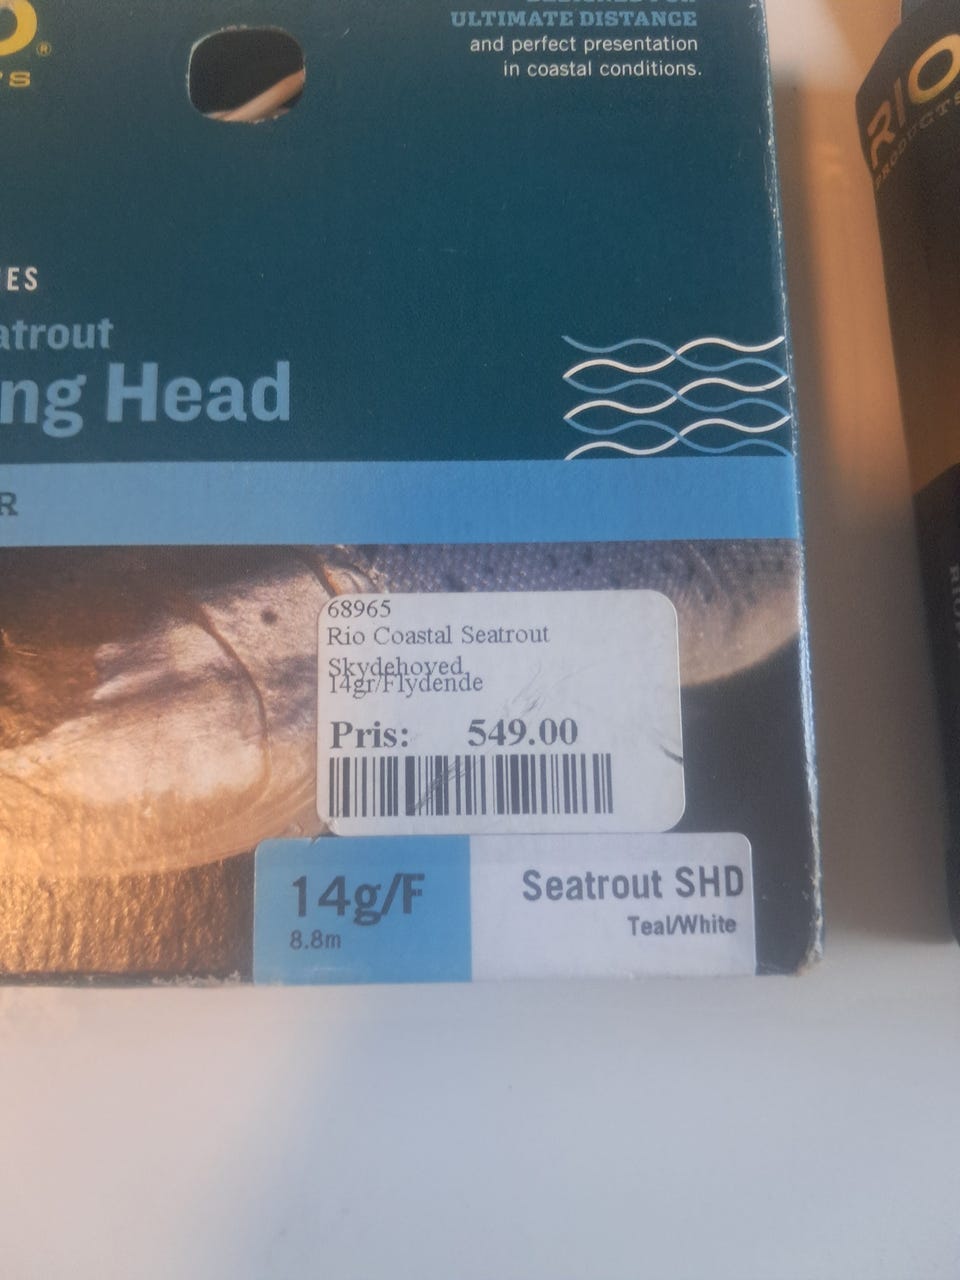 ULTIMATE DISTANCE
and perfect presentation
in coastal conditions.
RIO
PRODUCTS
ES
atrout
ng Head
R
68965
Rio Coastal Seatrout
Skydehoved,
14gr/Flydende
Pris: 549.00
14g/F
8.8m
Seatrout SHD
Teal/White